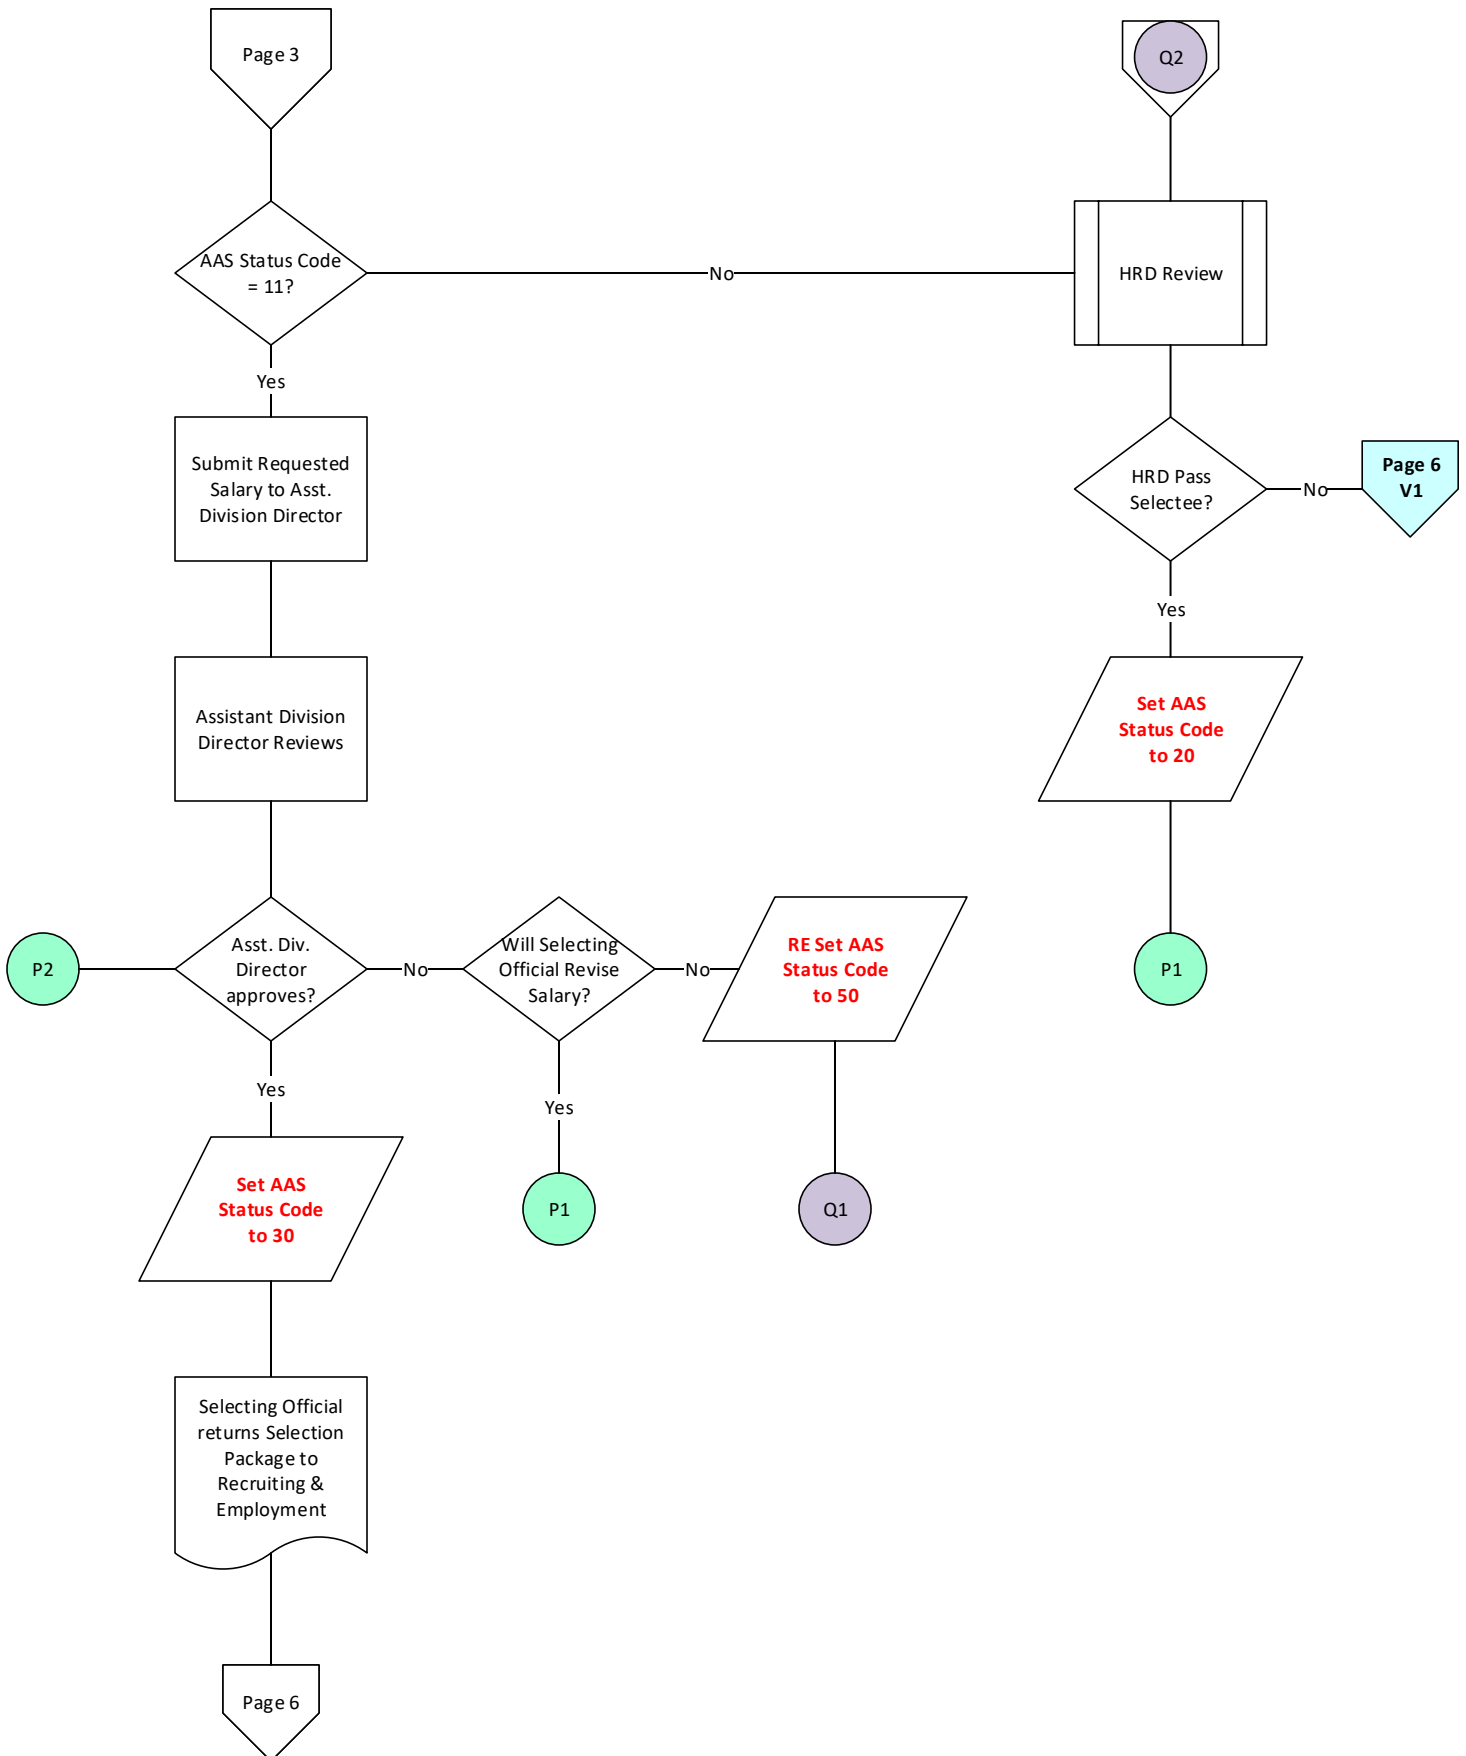 Page 3
Q2
AAS Status Code
= 11?
No
HRD Review
Yes
Submit Requested
Salary to Asst.
Division Director
HRD Pass
Selectee?
No
Page 6
V1
Yes
Assistant Division
Director Reviews
Set AAS
Status Code
to 20
P2
Asst. Div.
Director
approves?
No
Will Selecting
Official Revise
Salary?
No
RE Set AAS
Status Code
to 50
P1
Yes
Yes
Set AAS
Status Code
to 30
P1
Q1
Selecting Official
returns Selection
Package to
Recruiting &
Employment
Page 6